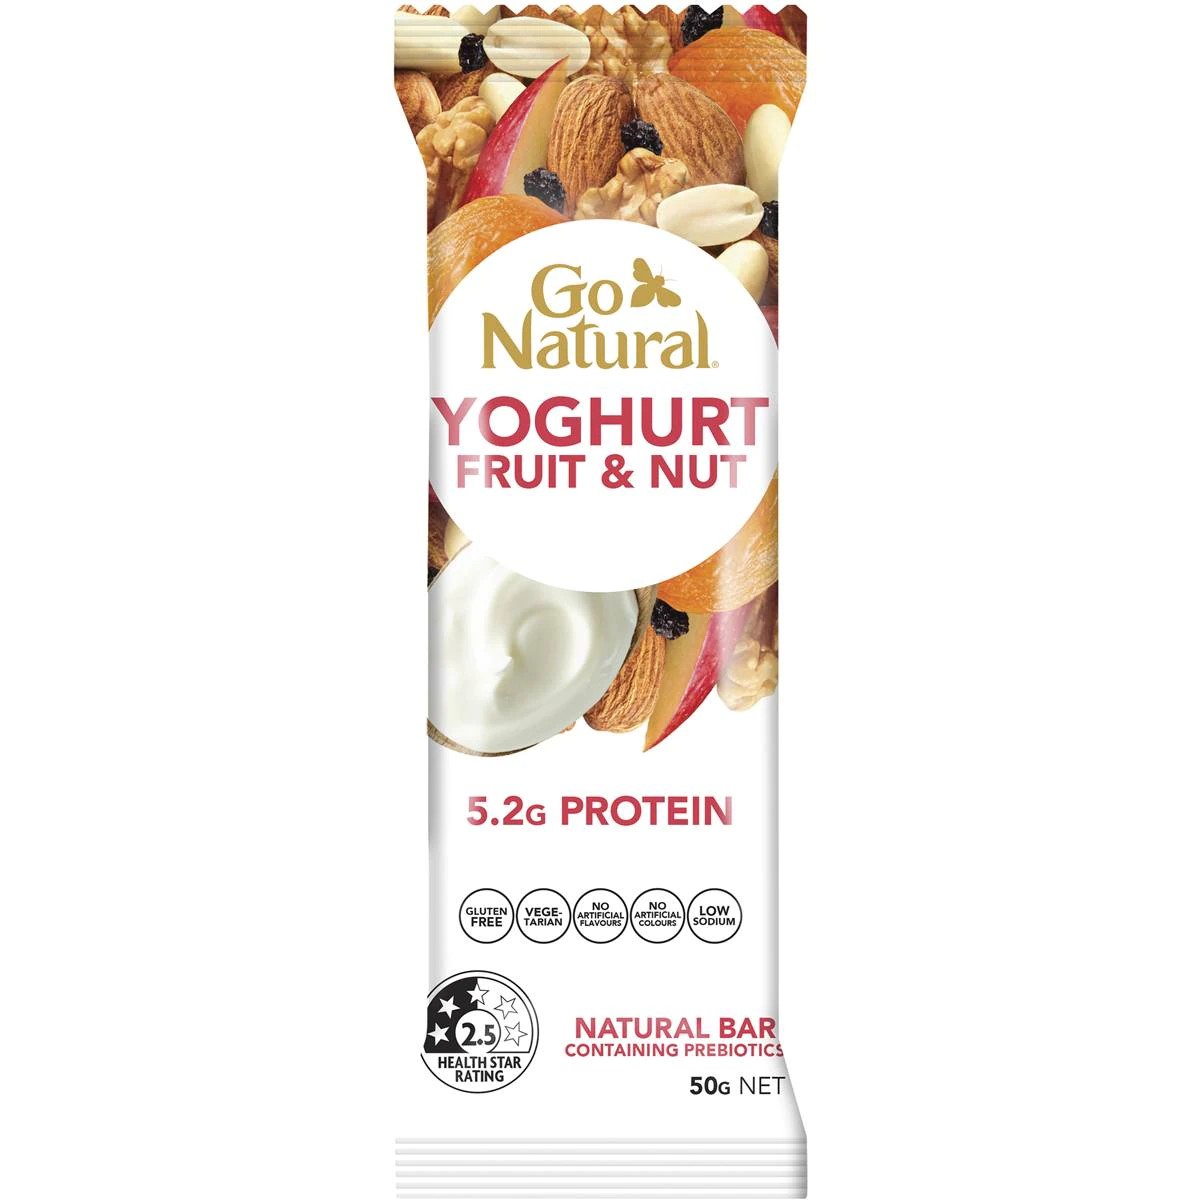 Go
Natural®
YOGHURT
FRUIT & NUT
5.2G PROTEIN
GLUTEN
FREE
VEGE-
TARIAN
NO
ARTIFICIAL
FLAVOURS
NO
ARTIFICIAL
COLOURS
LOW
SODIUM
2.5
HEALTH STAR
RATING
NATURAL BAR
CONTAINING PREBIOTICS
50G NET